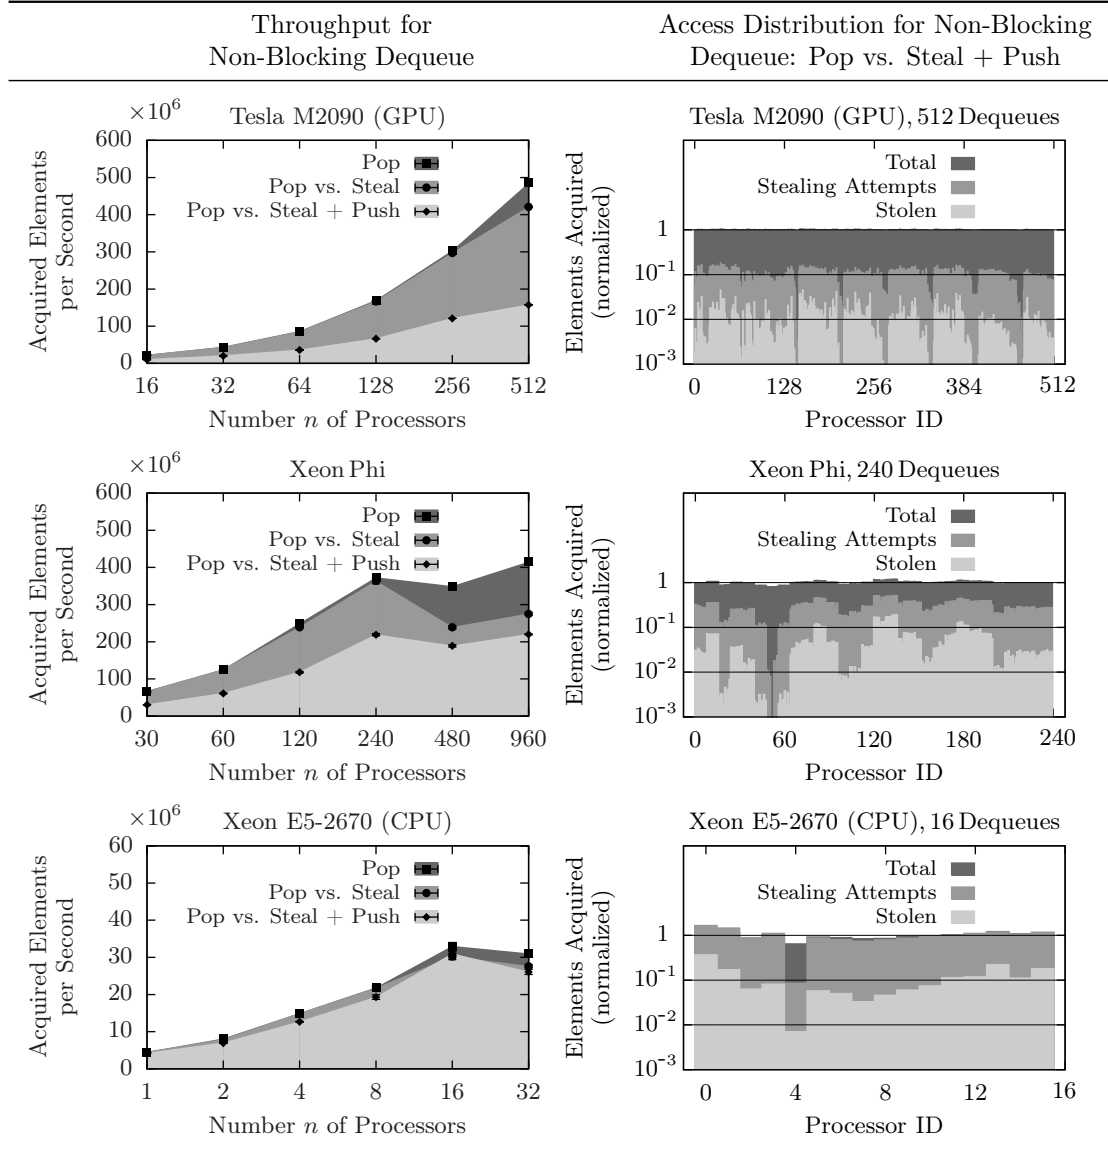 Throughput for
Non-Blocking Dequeue
Access Distribution for Non-Blocking
Dequeue: Pop vs. Steal + Push
×10^6
Tesla M2090 (GPU)
Acquired Elements
per Second
600
500
400
300
200
100
0
Pop
Pop vs. Steal
Pop vs. Steal + Push
16 32 64 128 256 512
Number n of Processors
Tesla M2090 (GPU), 512 Dequeues
Elements Acquired
(normalized)
1
10^−1
10^−2
10^−3
Total
Stealing Attempts
Stolen
0 128 256 384 512
Processor ID
×10^6
Xeon Phi
Acquired Elements
per Second
600
500
400
300
200
100
0
Pop
Pop vs. Steal
Pop vs. Steal + Push
30 60 120 240 480 960
Number n of Processors
Xeon Phi, 240 Dequeues
Elements Acquired
(normalized)
1
10^−1
10^−2
10^−3
Total
Stealing Attempts
Stolen
0 60 120 180 240
Processor ID
×10^6
Xeon E5-2670 (CPU)
Acquired Elements
per Second
60
50
40
30
20
10
0
Pop
Pop vs. Steal
Pop vs. Steal + Push
1 2 4 8 16 32
Number n of Processors
Xeon E5-2670 (CPU), 16 Dequeues
Elements Acquired
(normalized)
1
10^−1
10^−2
10^−3
Total
Stealing Attempts
Stolen
0 4 8 12 16
Processor ID